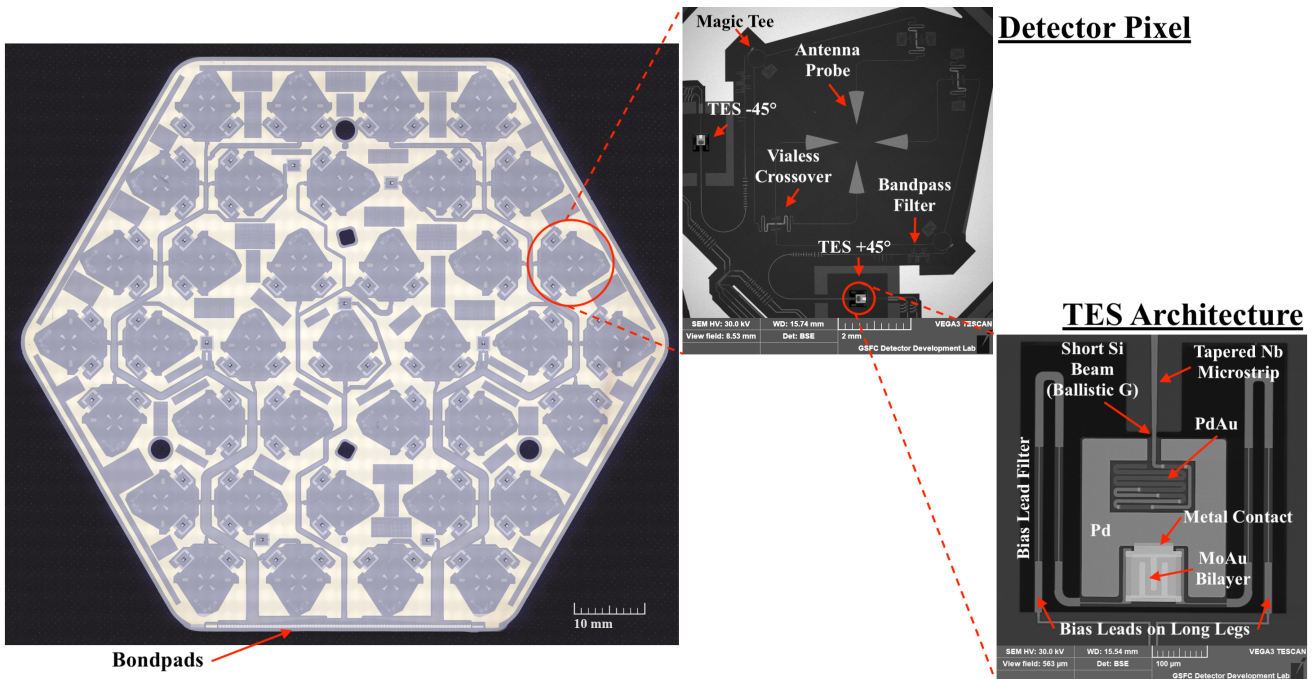 Detector Pixel
Magic Tee
Antenna
Probe
TES -45°
Vialess
Crossover
Bandpass
Filter
TES +45°
SEM HV: 30.0 kV
WD: 15.74 mm
VEGA3 TESCAN
View field: 8.53 mm
Det: BSE
2 mm
GSFC Detector Development Lab
TES Architecture
Short Si
Beam
(Ballistic G)
Tapered Nb
Microstrip
PdAu
Bias Lead Filter
Metal Contact
Pd
MoAu
Bilayer
Bias Leads on Long Legs
SEM HV: 30.0 kV
WD: 15.54 mm
VEGA3 TESCAN
View field: 563 µm
Det: BSE
100 µm
GSFC Detector Development Lab
10 mm
Bondpads